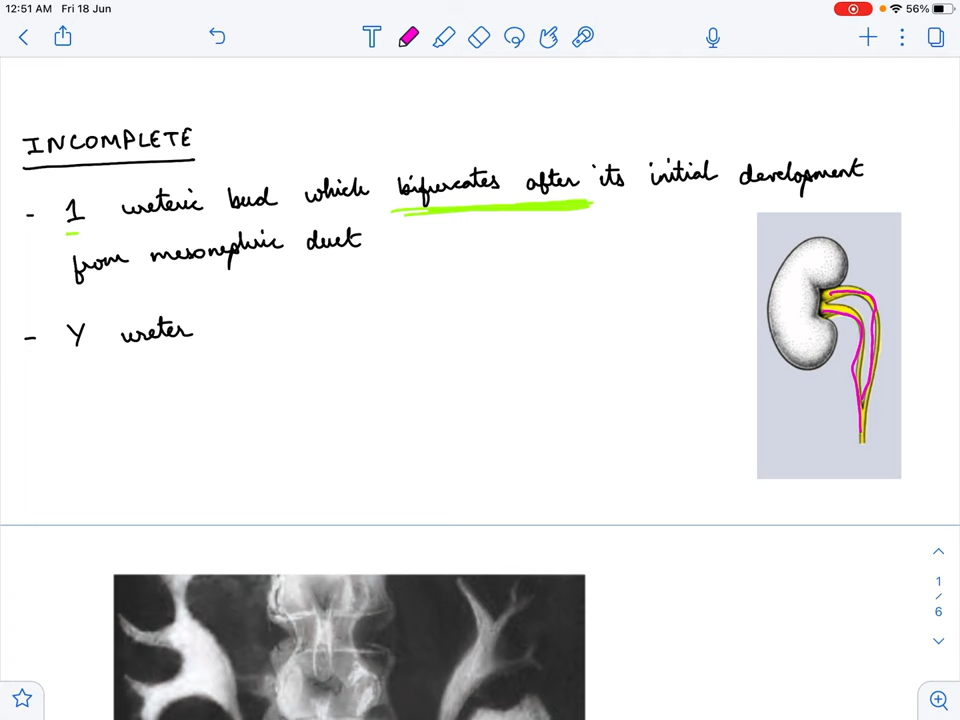 12:51 AM Fri 18 Jun
56%
T
INCOMPLETE
- 1 ureteric bud which bifurcates after its initial development
from mesonephric duct
- Y ureter
1
/
6